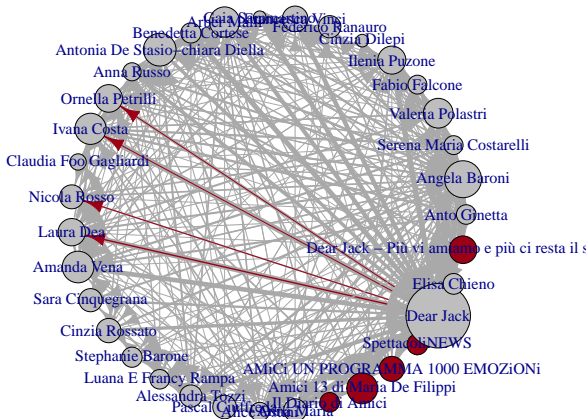 Federico Ranauro
Benedetta Cortese
Cinzia Dilepi
Antonia De Stasio-chiara Diella
Ilenia Puzone
Anna Russo
Fabio Falcone
Ornella Petrilli
Valeria Polastri
Ivana Costa
Serena Maria Costarelli
Claudia Foo Gagliardi
Angela Baroni
Nicola Rosso
Anto Ginetta
Laura Dea
Dear Jack – Più vi amiamo e più ci resta il s
Amanda Vena
Elisa Chieno
Sara Cinquegrana
Dear Jack
Cinzia Rossato
SpettacoliNEWS
Stephanie Barone
AMiCi UN PROGRAMMA 1000 EMOZiONi
Luana E Francy Rampa
Amici 13 di Maria De Filippi
Alessandra Tozzi
Il Diario di Amici